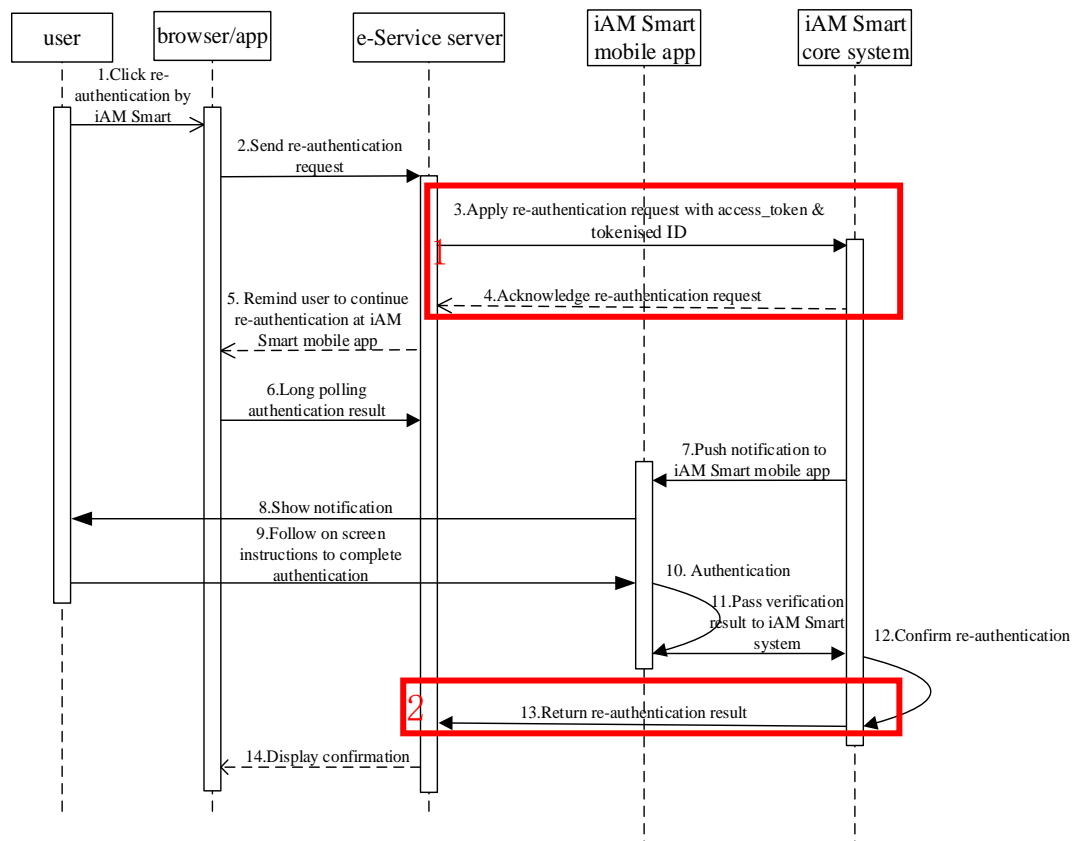 user
browser/app
e-Service server
iAM Smart
mobile app
iAM Smart
core system
1.Click re-
authentication by
iAM Smart
2.Send re-authentication
request
3.Apply re-authentication request with access_token &
tokenised ID
1
4.Acknowledge re-authentication request
5. Remind user to continue
re-authentication at iAM
Smart mobile app
6.Long polling
authentication result
7.Push notification to
iAM Smart mobile app
8.Show notification
9.Follow on screen
instructions to complete
authentication
10. Authentication
11.Pass verification
result to iAM Smart
system
12.Confirm re-authentication
2
13.Return re-authentication result
14.Display confirmation